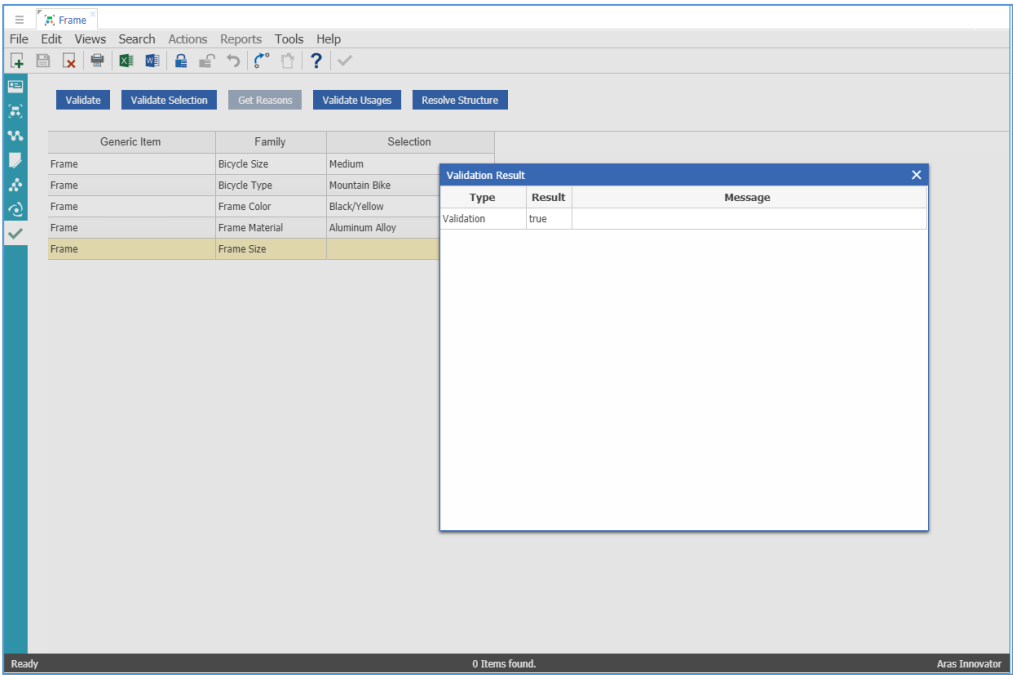 Frame
File Edit Views Search Actions Reports Tools Help
Validate Validate Selection Get Reasons Validate Usages Resolve Structure
Generic Item Family Selection
Frame Bicycle Size Medium
Frame Bicycle Type Mountain Bike
Frame Frame Color Black/Yellow
Frame Frame Material Aluminum Alloy
Frame Frame Size
Validation Result
Type Result Message
Validation true
Ready 0 Items found. Aras Innovator